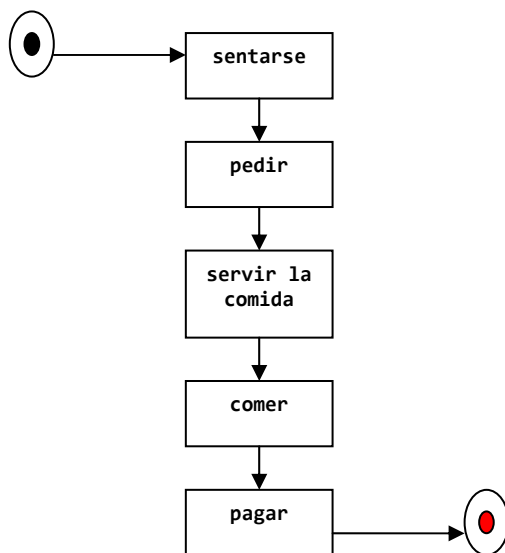 sentarse
pedir
servir la
comida
comer
pagar